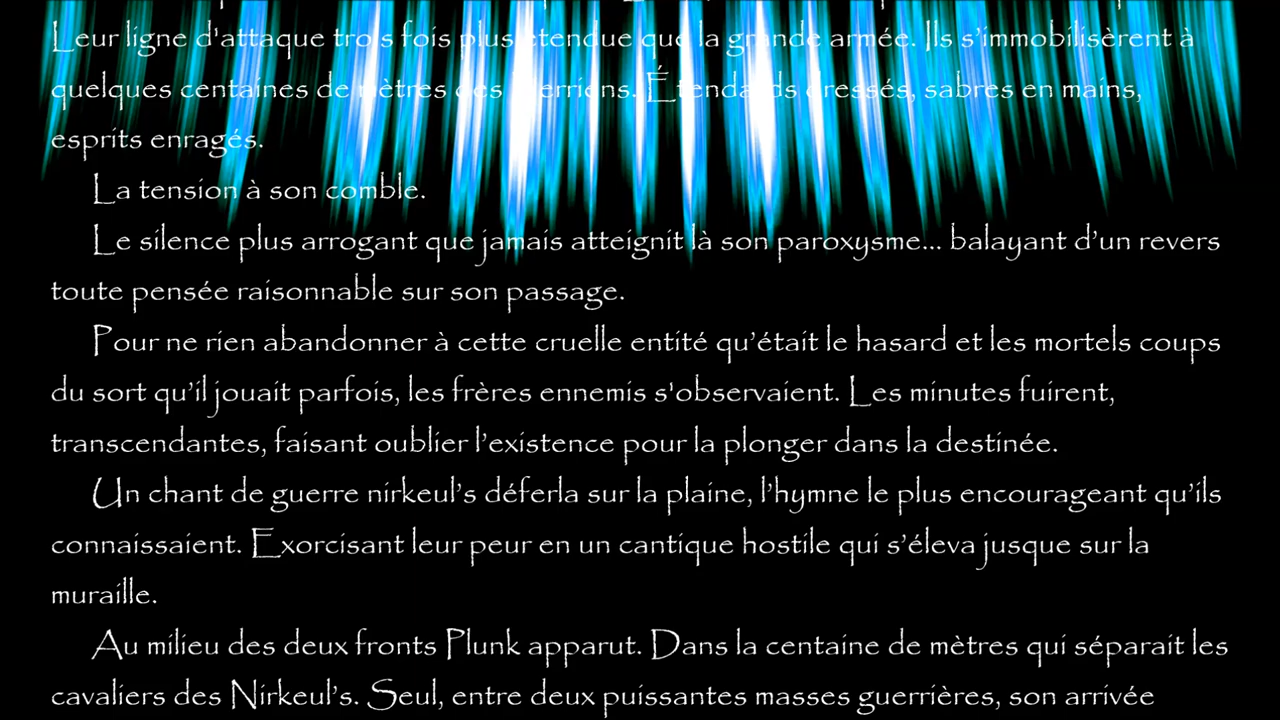 Leur ligne d'attaque trois fois plus étendue que la grande armée. Ils s’immobilisèrent à
quelques centaines de mètres des guerriens. Étendards dressés, sabres en mains,
esprits enragés.
La tension à son comble.
Le silence plus arrogant que jamais atteignit là son paroxysme... balayant d’un revers
toute pensée raisonnable sur son passage.
Pour ne rien abandonner à cette cruelle entité qu’était le hasard et les mortels coups
du sort qu’il jouait parfois, les frères ennemis s'observaient. Les minutes fuirent,
transcendantes, faisant oublier l’existence pour la plonger dans la destinée.
Un chant de guerre nirkeul’s déferla sur la plaine, l’hymne le plus encourageant qu’ils
connaissaient. Exorcisant leur peur en un cantique hostile qui s’éleva jusque sur la
muraille.
Au milieu des deux fronts Plunk apparut. Dans la centaine de mètres qui séparait les
cavaliers des Nirkeul’s. Seul, entre deux puissantes masses guerrières, son arrivée